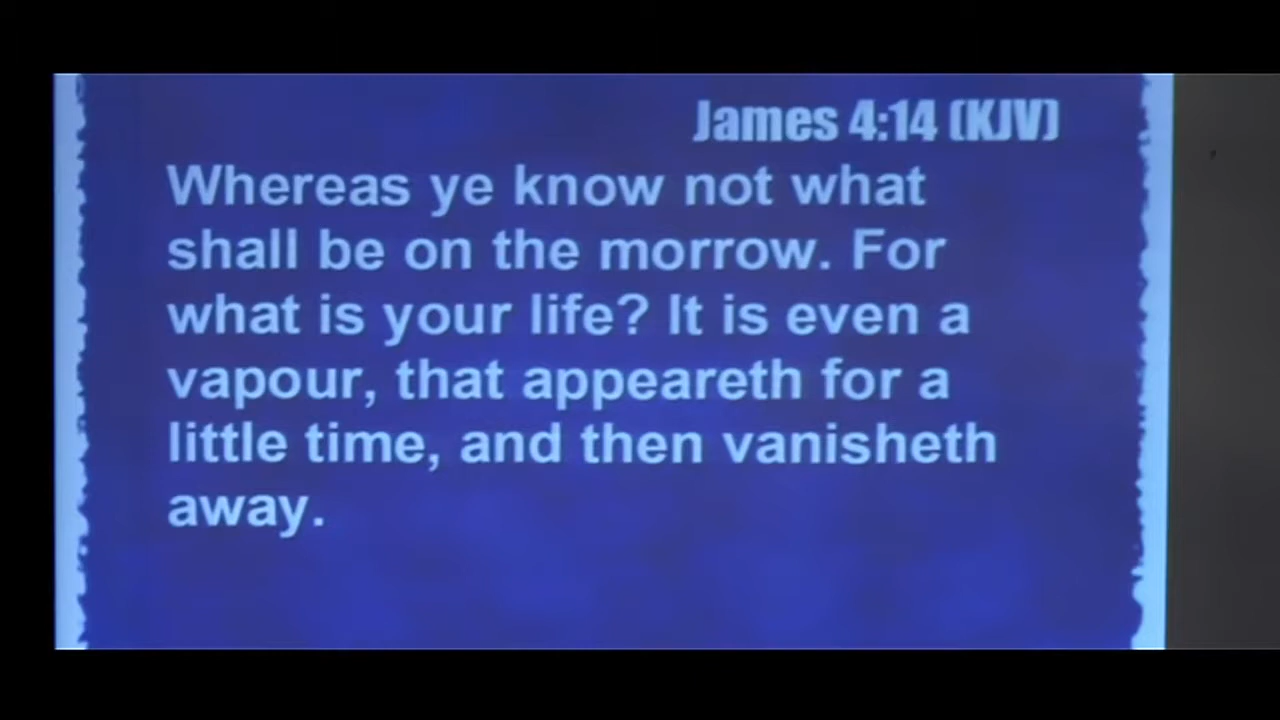 James 4:14 (KJV)
Whereas ye know not what
shall be on the morrow. For
what is your life? It is even a
vapour, that appeareth for a
little time, and then vanisheth
away.